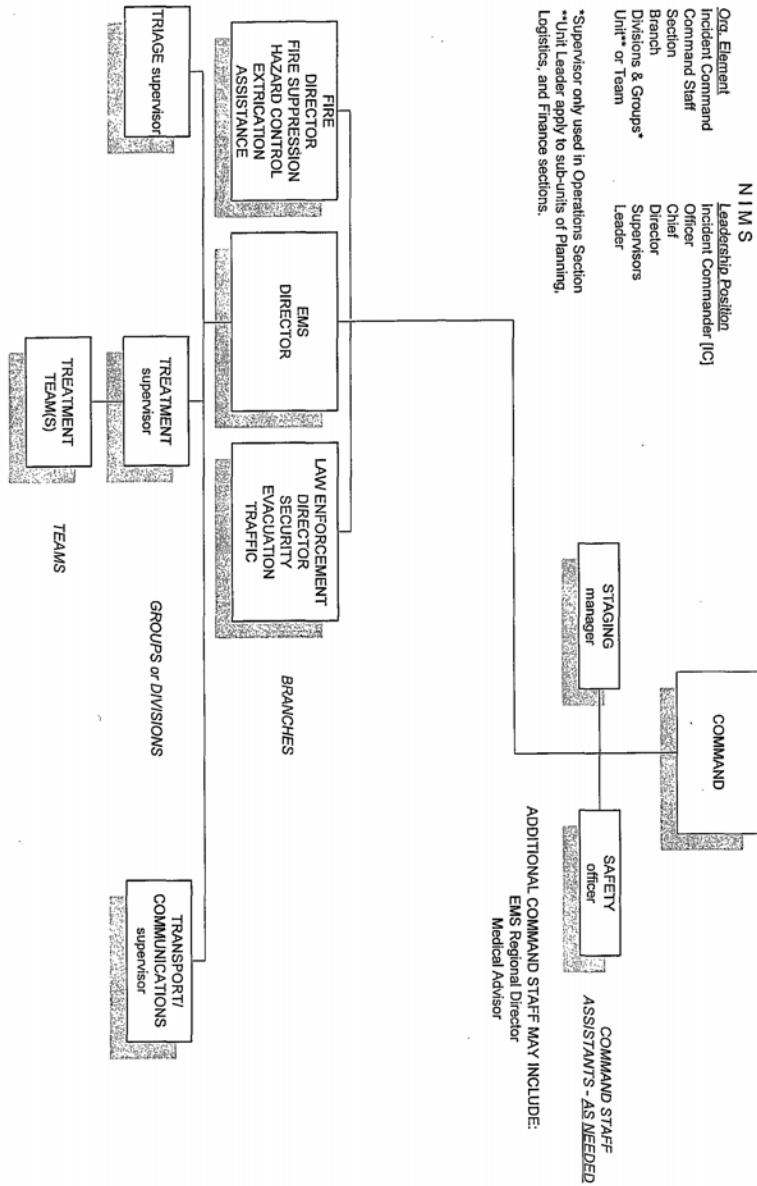 NIMS
Org. Element
Leadership Position
Incident Command
Incident Commander [IC]
Command Staff
Officer
Section
Chief
Branch
Director
Divisions & Groups*
Supervisors
Unit** or Team
Leader
*Supervisor only used in Operations Section
**Unit Leader apply to sub-units of Planning,
Logistics, and Finance sections.
COMMAND
STAGING
manager
SAFETY
officer
COMMAND STAFF
ASSISTANTS - AS NEEDED
ADDITIONAL COMMAND STAFF MAY INCLUDE:
EMS Regional Director
Medical Advisor
FIRE
DIRECTOR
FIRE SUPPRESSION
HAZARD CONTROL
EXTRICATION
ASSISTANCE
EMS
DIRECTOR
LAW ENFORCEMENT
DIRECTOR
SECURITY
EVACUATION
TRAFFIC
BRANCHES
TRIAGE supervisor
TREATMENT
supervisor
GROUPS or DIVISIONS
TRANSPORT/
COMMUNICATIONS
supervisor
TREATMENT
TEAM(S)
TEAMS